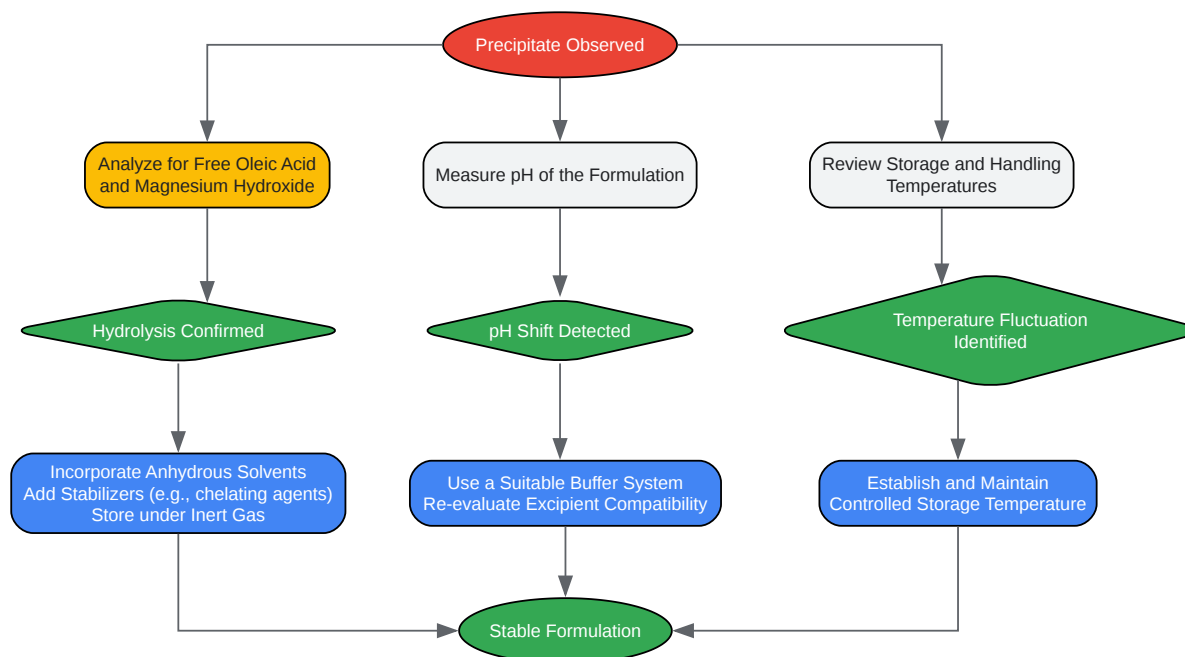 Precipitate Observed
Analyze for Free Oleic Acid
and Magnesium Hydroxide
Measure pH of the Formulation
Review Storage and Handling
Temperatures
Hydrolysis Confirmed
pH Shift Detected
Temperature Fluctuation
Identified
Incorporate Anhydrous Solvents
Add Stabilizers (e.g., chelating agents)
Store under Inert Gas
Use a Suitable Buffer System
Re-evaluate Excipient Compatibility
Establish and Maintain
Controlled Storage Temperature
Stable Formulation